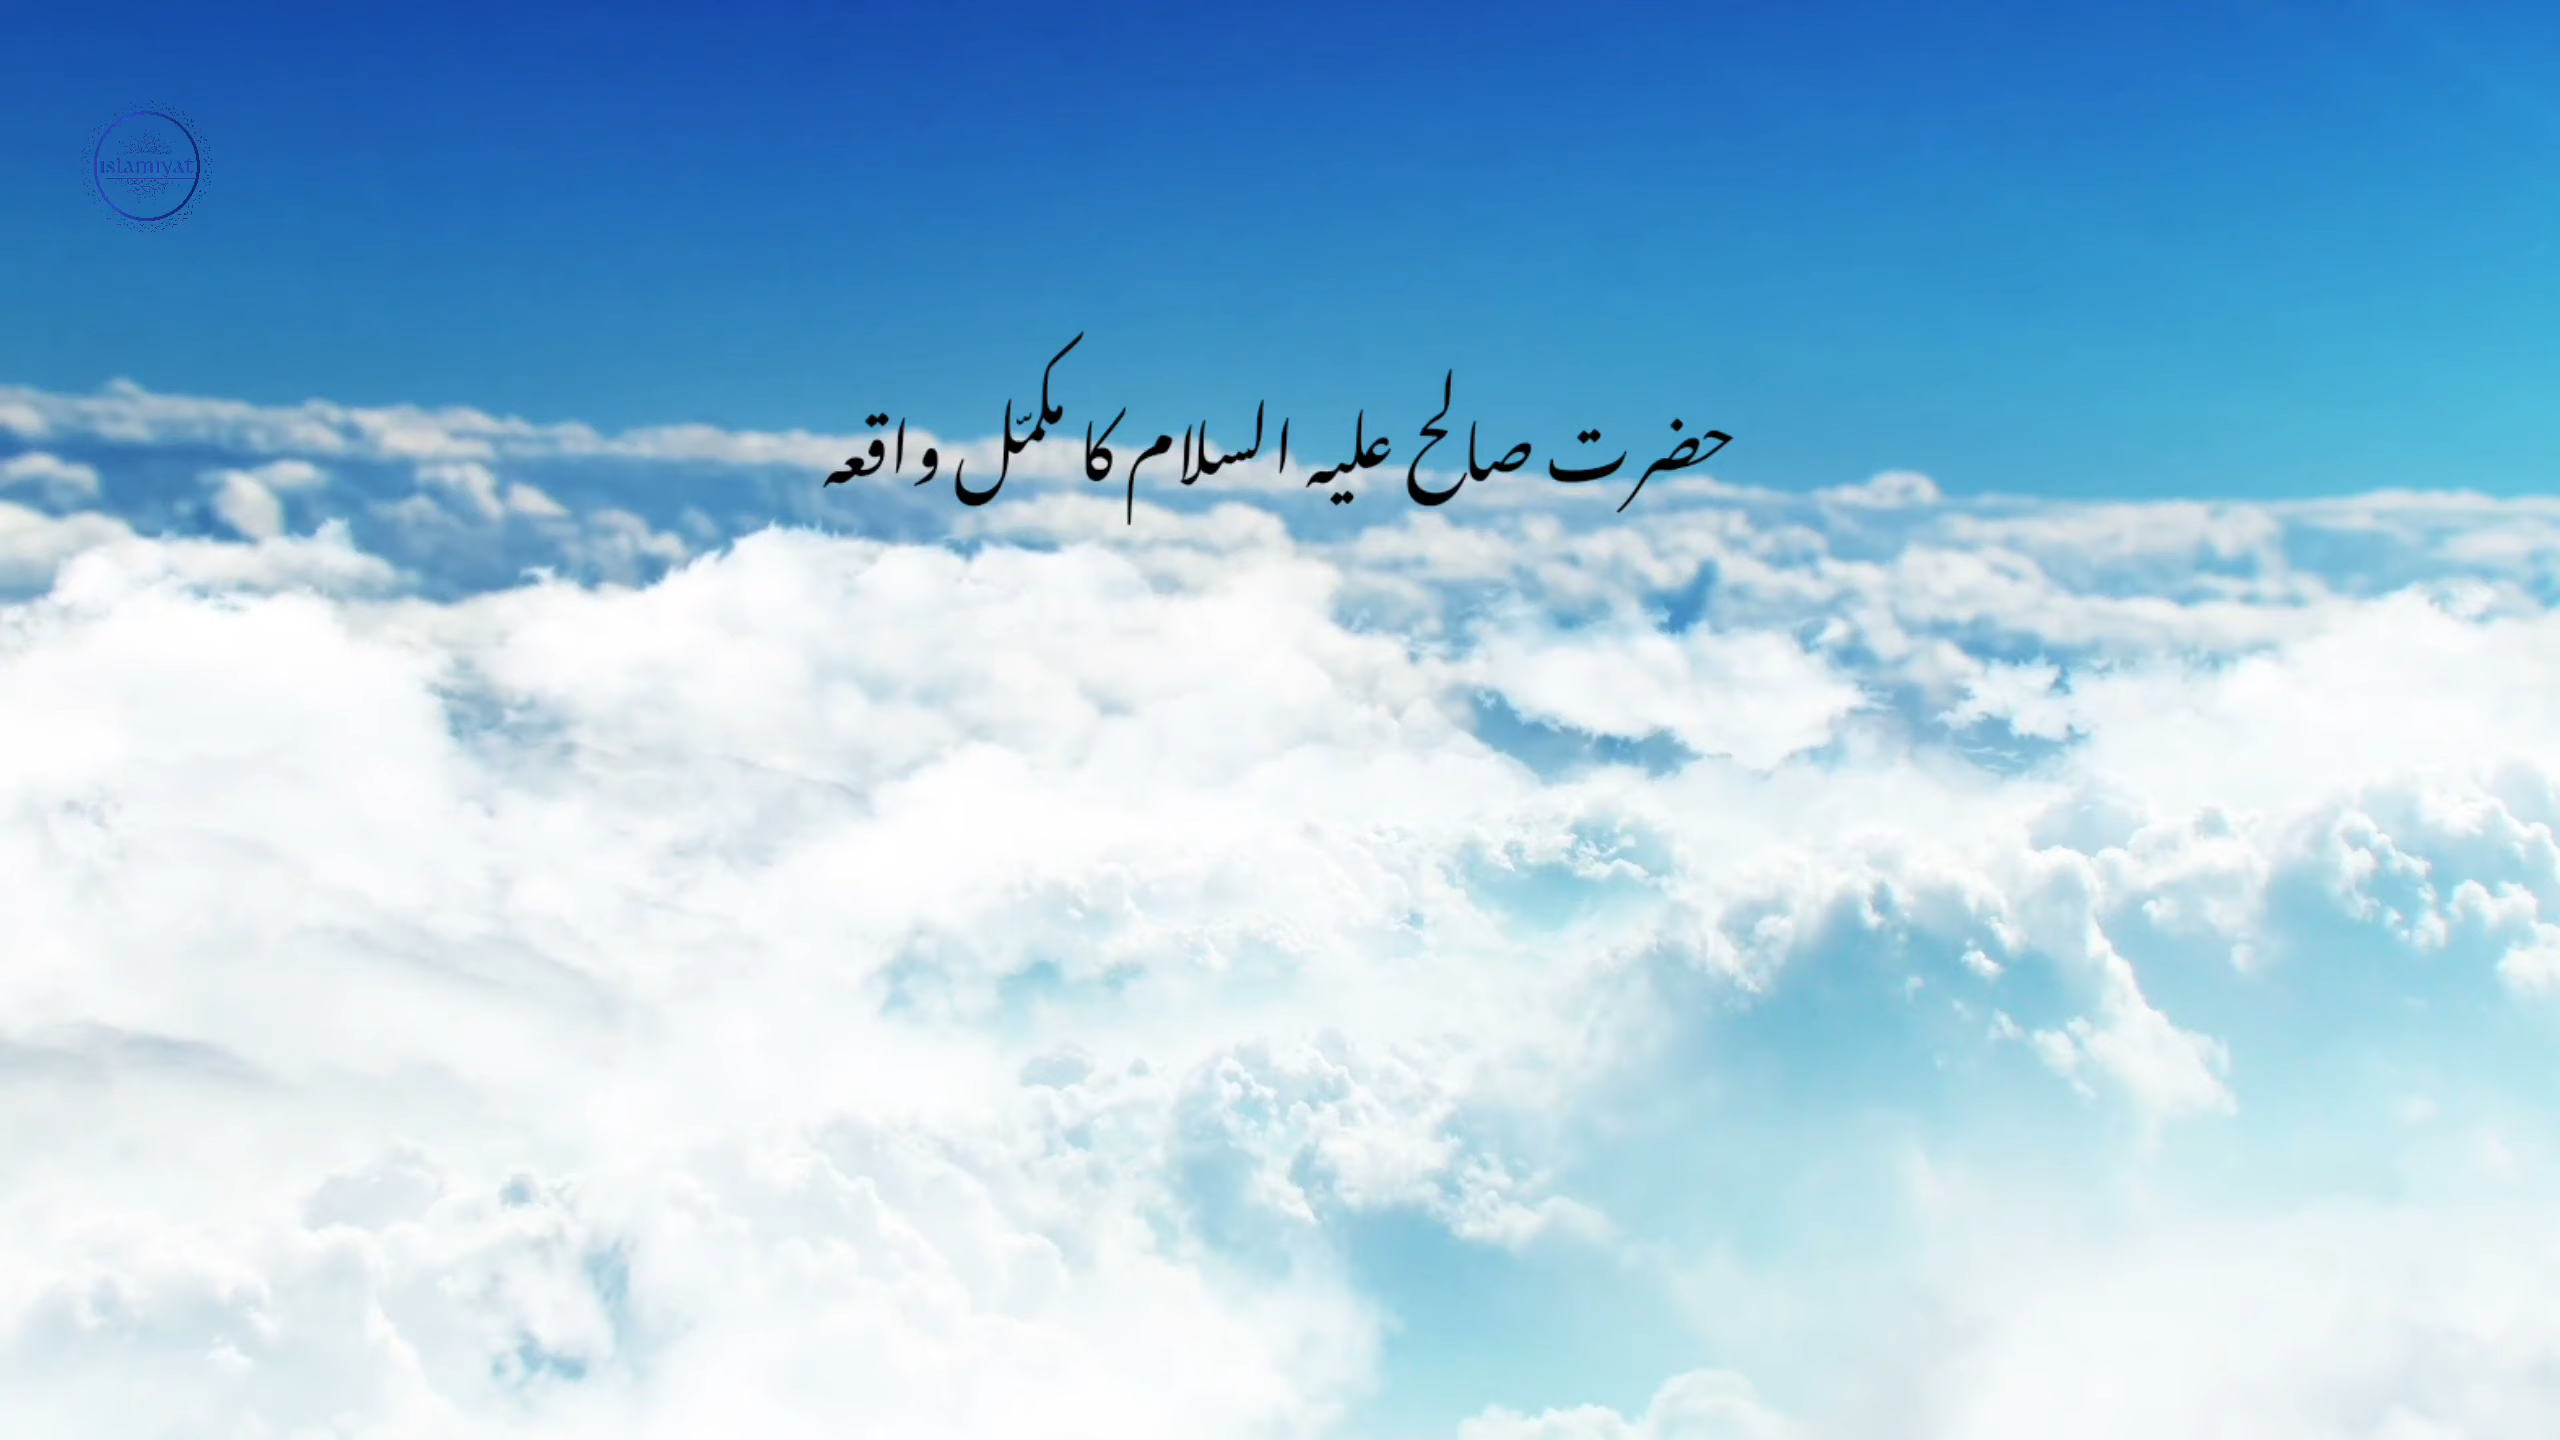 islamiyat
حضرت صالح علیہ السلام کا مکمّل واقعہ